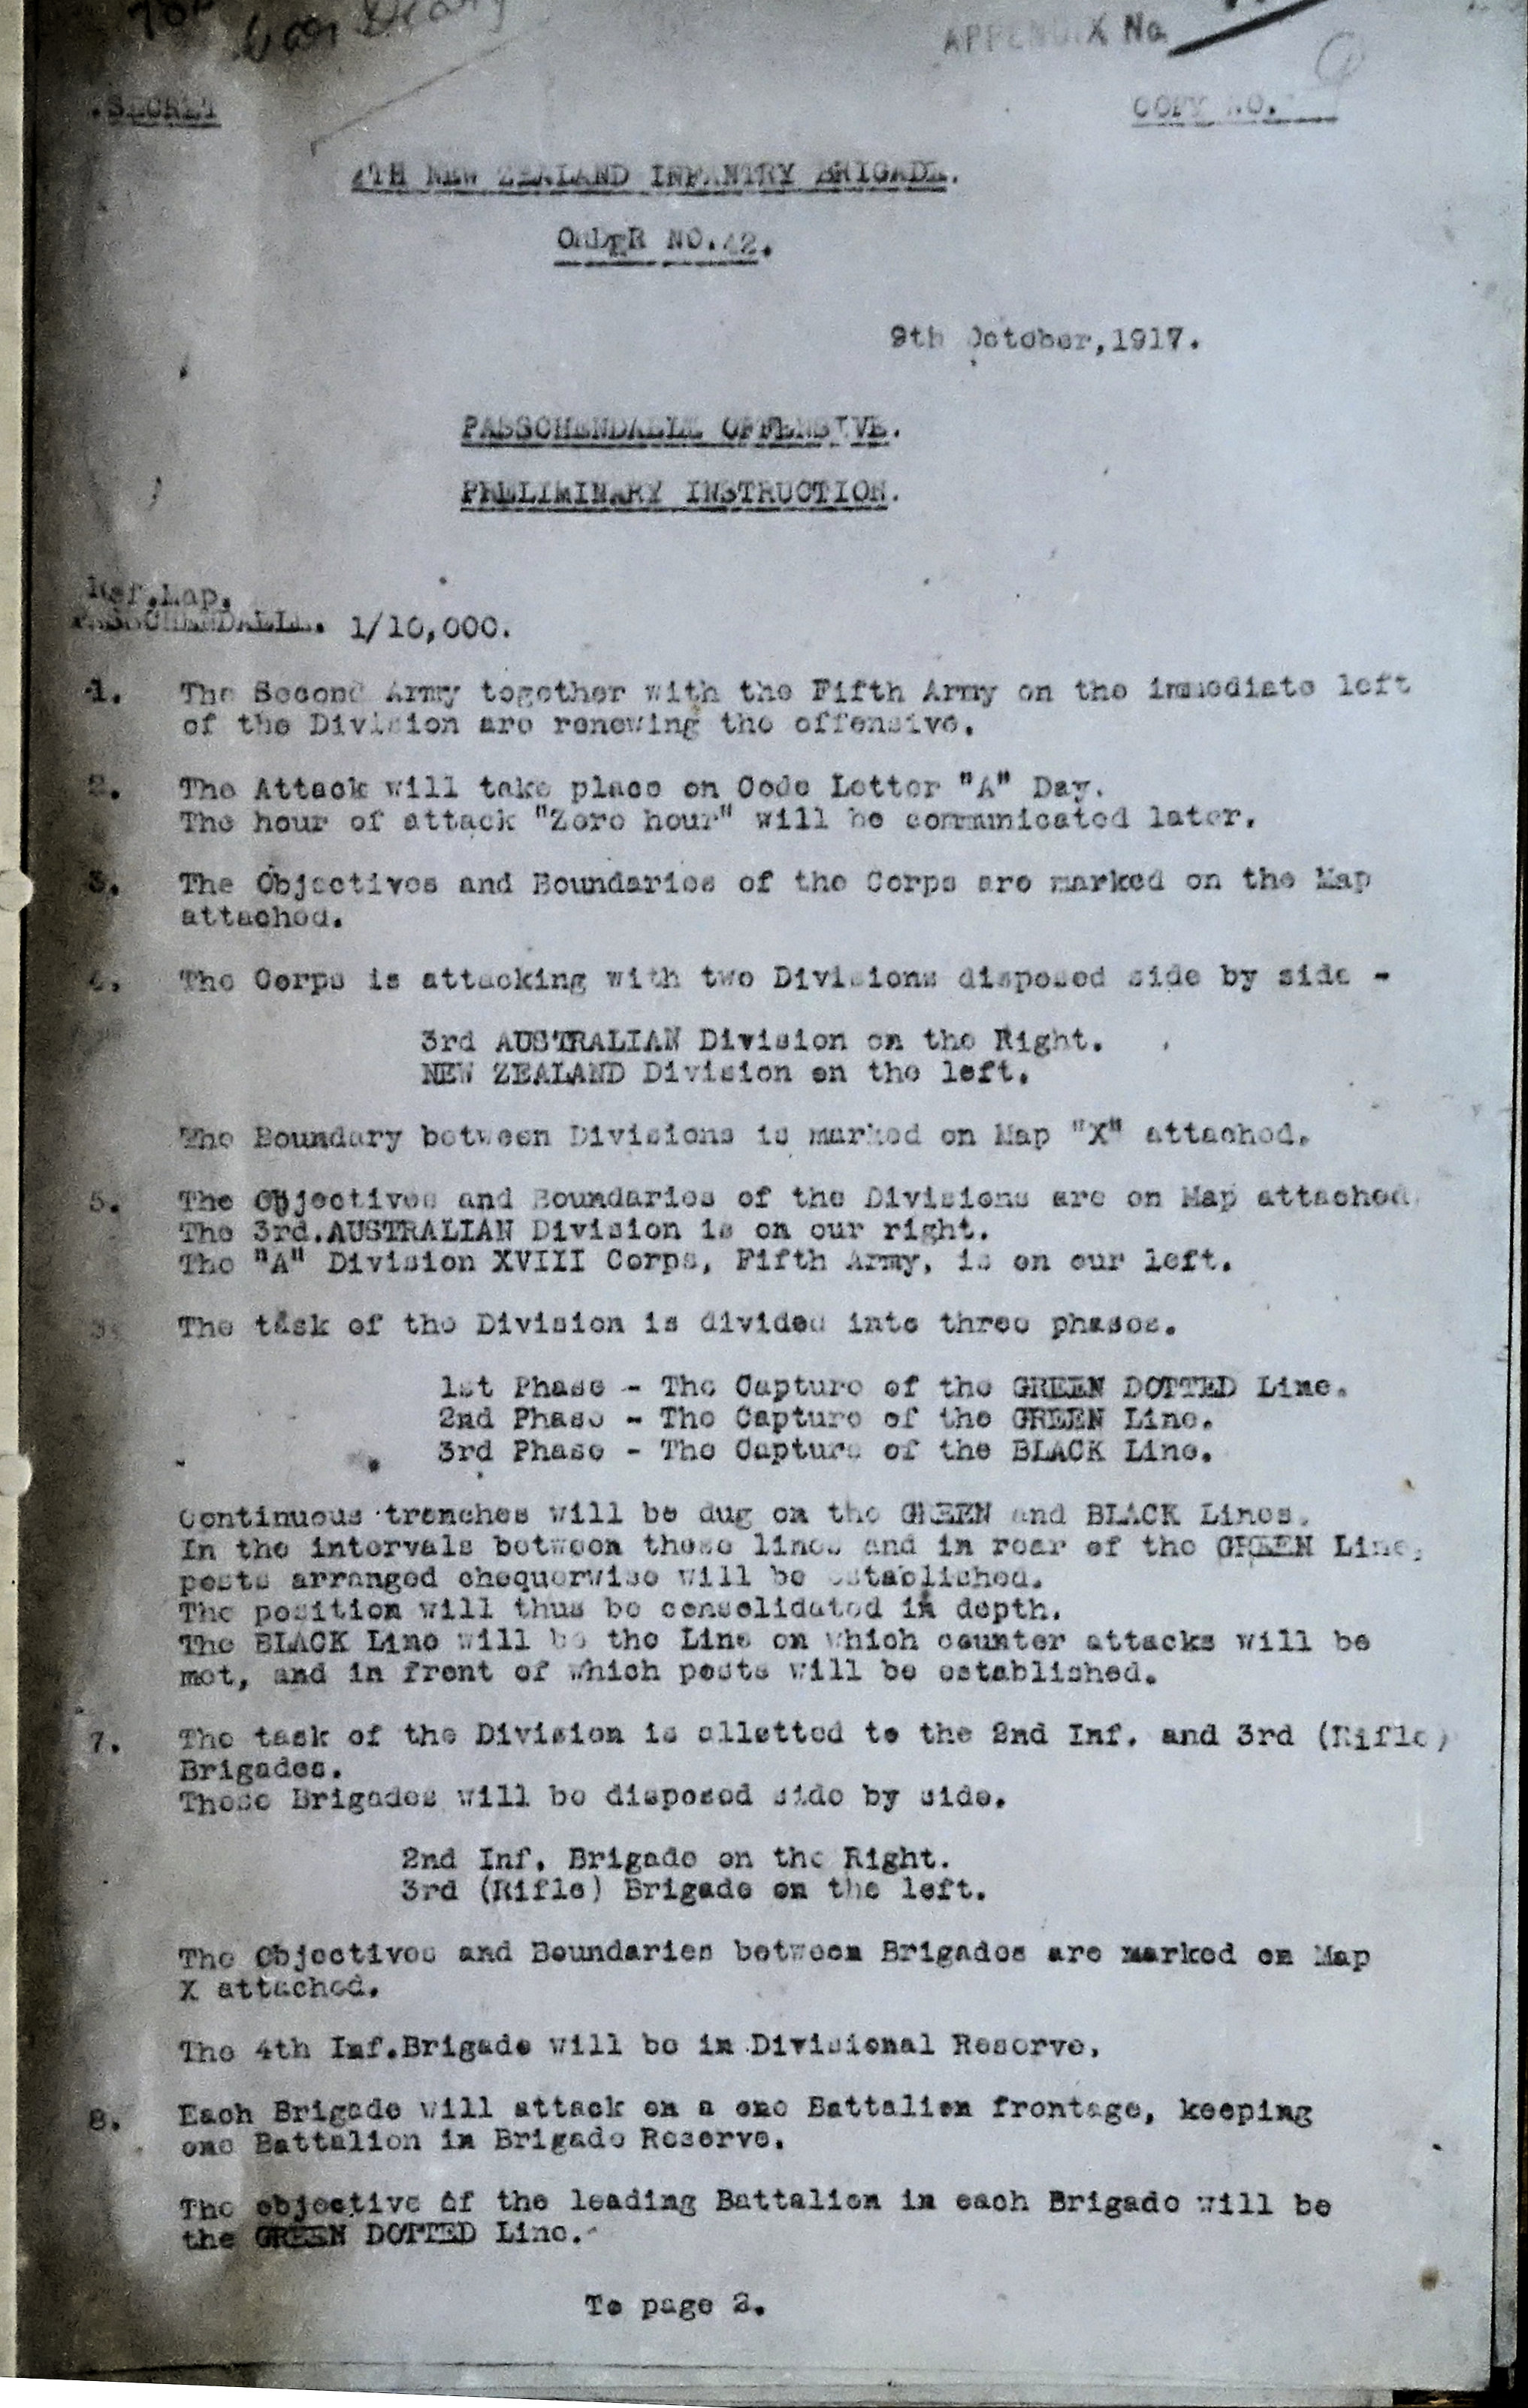 War Diary
APPENDIX No.
SECRET
COPY NO. 9
4TH NEW ZEALAND INFANTRY BRIGADE.
ORDER NO.42.
9th October,1917.
PASSCHENDAELE OFFENSIVE.
PRELIMINARY INSTRUCTION.
Ref.Map.
PASSCHENDAELE. 1/10,000.
1. The Second Army together with the Fifth Army on the immediate left
of the Division are renewing the offensive.
2. The Attack will take place on Code Letter "A" Day.
The hour of attack "Zero hour" will be communicated later.
3. The Objectives and Boundaries of the Corps are marked on the Map
attached.
4. The Corps is attacking with two Divisions disposed side by side -
3rd AUSTRALIAN Division on the Right.
NEW ZEALAND Division on the left.
The Boundary between Divisions is marked on Map "X" attached.
5. The Objectives and Boundaries of the Divisions are on Map attached
The 3rd.AUSTRALIAN Division is on our right.
The "A" Division XVIII Corps, Fifth Army, is on our left.
The task of the Division is divided into three phases.
1st Phase - The Capture of the GREEN DOTTED Line.
2nd Phase - The Capture of the GREEN Line.
3rd Phase - The Capture of the BLACK Line.
Continuous trenches will be dug on the GREEN and BLACK Lines.
In the intervals between these lines and in rear of the GREEN Line,
posts arranged chequerwise will be established.
The position will thus be consolidated in depth.
The BLACK Line will be the Line on which counter attacks will be
met, and in front of which posts will be established.
7. The task of the Division is allotted to the 2nd Inf. and 3rd (Rifle)
Brigades.
These Brigades will be disposed side by side.
2nd Inf. Brigade on the Right.
3rd (Rifle) Brigade on the left.
The Objectives and Boundaries between Brigades are marked on Map
X attached.
The 4th Inf.Brigade will be in Divisional Reserve.
8. Each Brigade will attack on a one Battalion frontage, keeping
one Battalion in Brigade Reserve.
The objective of the leading Battalion in each Brigade will be
the GREEN DOTTED Line.
To page 2.